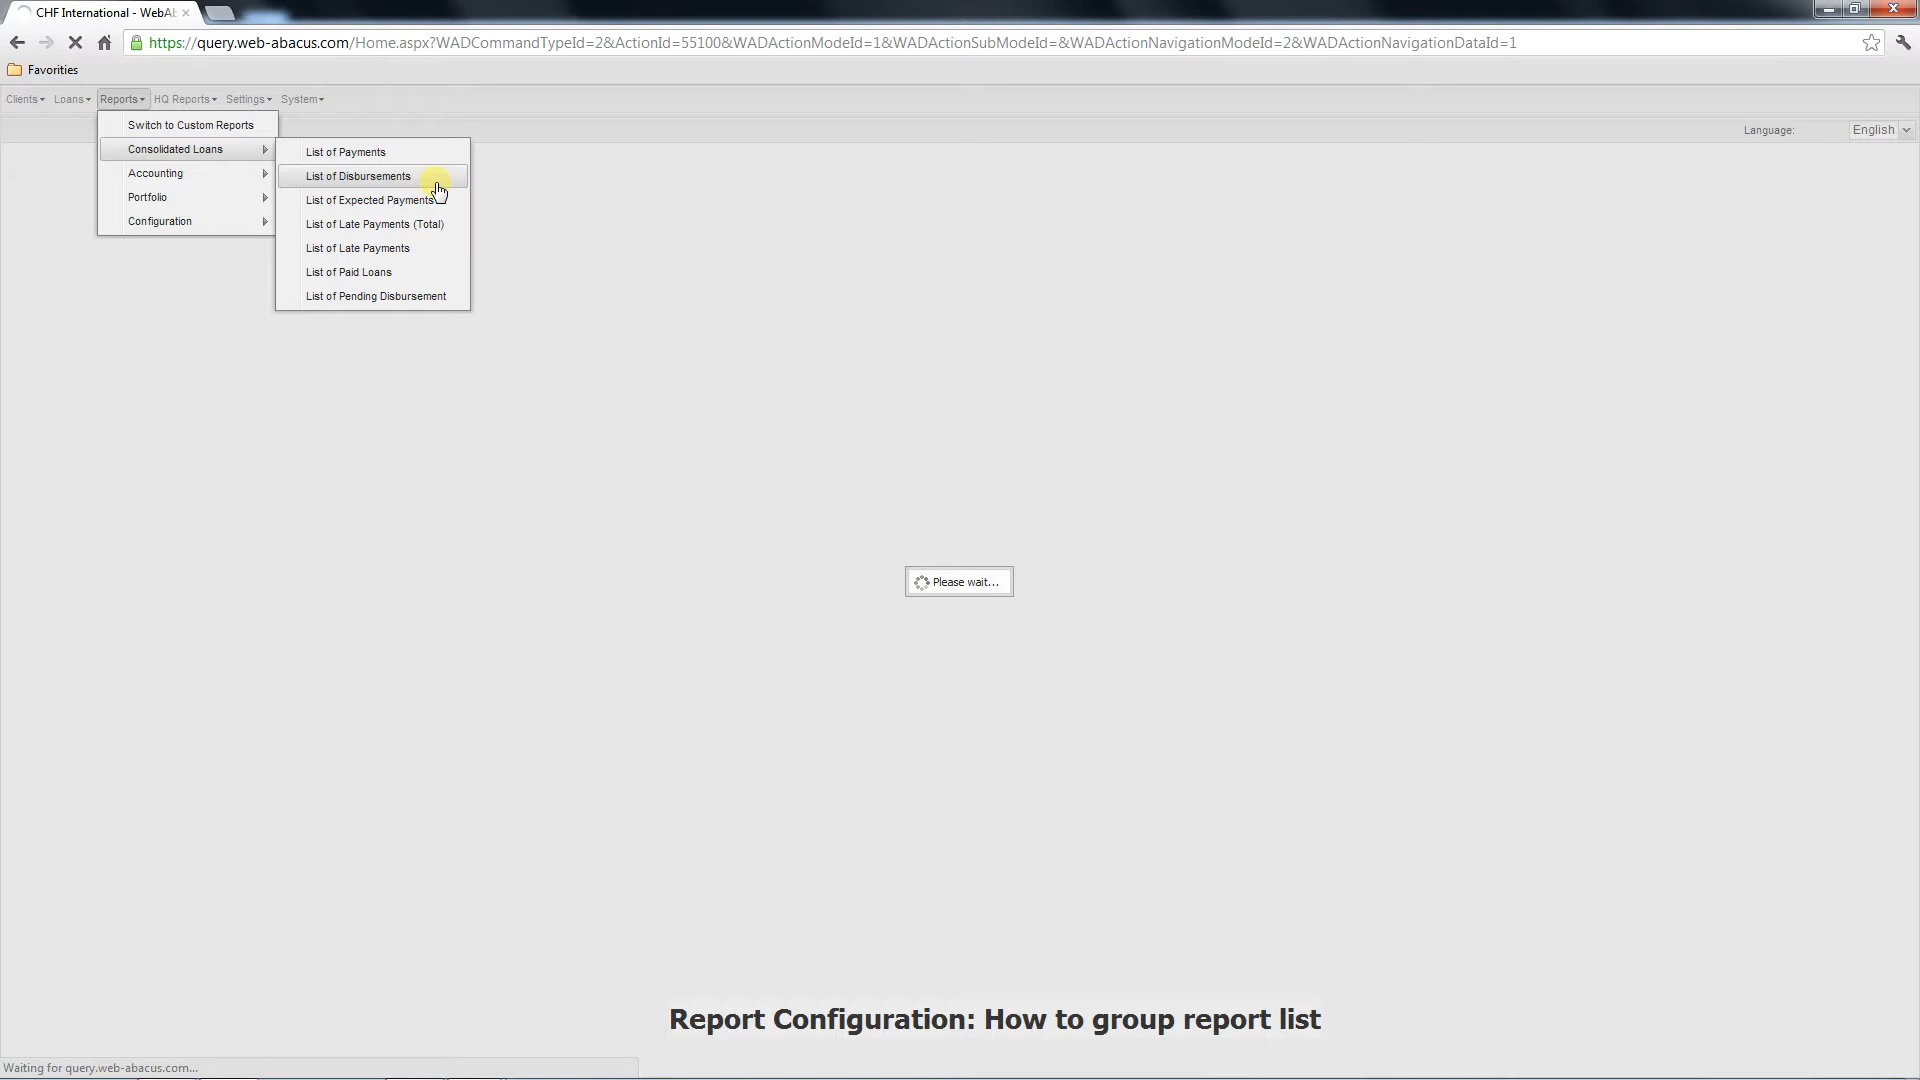 CHF International - WebAb
https://query.web-abacus.com/Home.aspx?WADCommandTypeId=2&ActionId=55100&WADActionModeId=1&WADActionSubModeId=&WADActionNavigationModeId=2&WADActionNavigationDataId=1
Favorities
Clients Loans Reports HQ Reports Settings System
Switch to Custom Reports
Language: English
Consolidated Loans
Accounting
Portfolio
Configuration
List of Payments
List of Disbursements
List of Expected Payments
List of Late Payments (Total)
List of Late Payments
List of Paid Loans
List of Pending Disbursement
Please wait...
Report Configuration: How to group report list
Waiting for query.web-abacus.com...